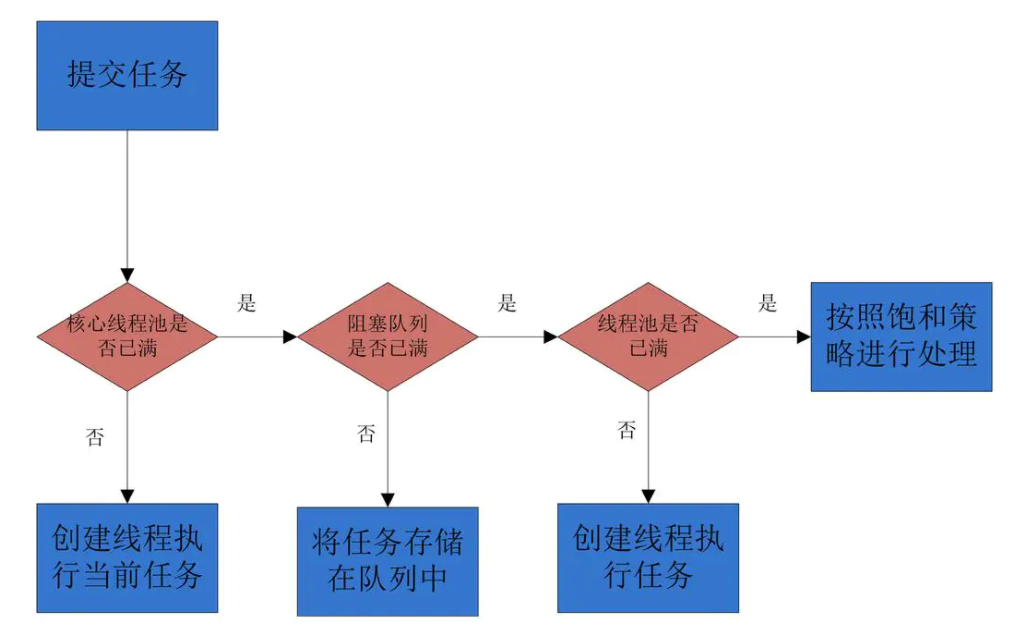 提交任务
核心线程池是
否已满
是
阻塞队列
是否已满
是
线程池是否
已满
是
按照饱和策
略进行处理
否
否
否
创建线程执
行当前任务
将任务存储
在队列中
创建线程执
行任务